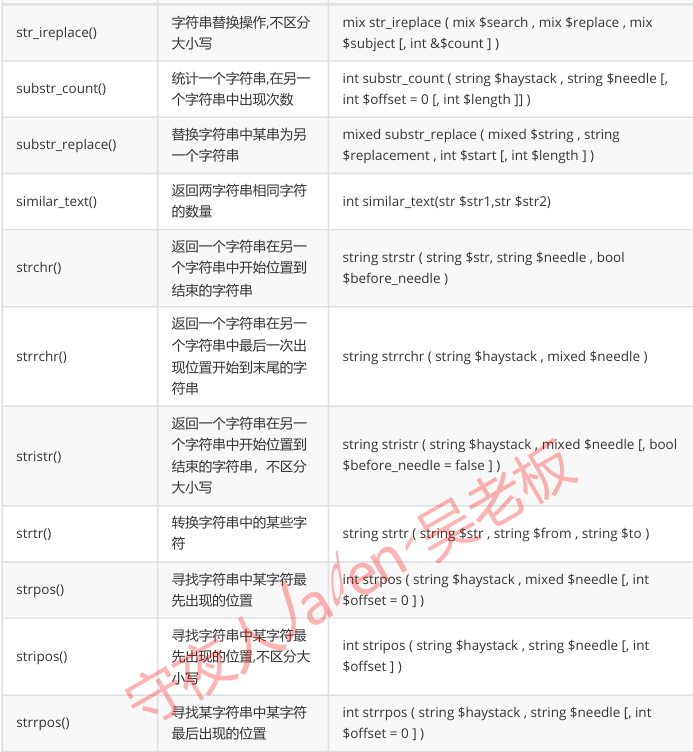 str_ireplace()
字符串替换操作,不区分
大小写
mix str_ireplace ( mix $search , mix $replace , mix
$subject [, int &$count ] )
substr_count()
统计一个字符串,在另一
个字符串中出现次数
int substr_count ( string $haystack , string $needle [,
int $offset = 0 [, int $length ]] )
substr_replace()
替换字符串中某串为另
一个字符串
mixed substr_replace ( mixed $string , string
$replacement , int $start [, int $length ] )
similar_text()
返回两字符串相同字符
的数量
int similar_text(str $str1,str $str2)
strchr()
返回一个字符串在另一
个字符串中开始位置到
结束的字符串
string strstr ( string $str, string $needle , bool
$before_needle )
strrchr()
返回一个字符串在另一
个字符串中最后一次出
现位置开始到末尾的字
符串
string strrchr ( string $haystack , mixed $needle )
stristr()
返回一个字符串在另一
个字符串中开始位置到
结束的字符串，不区分
大小写
string stristr ( string $haystack , mixed $needle [, bool
$before_needle = false ] )
strtr()
转换字符串中的某些字
符
string strtr ( string $str , string $from , string $to )
strpos()
寻找字符串中某字符最
先出现的位置
int strpos ( string $haystack , mixed $needle [, int
$offset = 0 ] )
stripos()
寻找字符串中某字符最
先出现的位置,不区分大
小写
int stripos ( string $haystack , string $needle [, int
$offset ] )
strrpos()
寻找某字符串中某字符
最后出现的位置
int strrpos ( string $haystack , string $needle [, int
$offset = 0 ] )
守夜人Jaden-吴老板